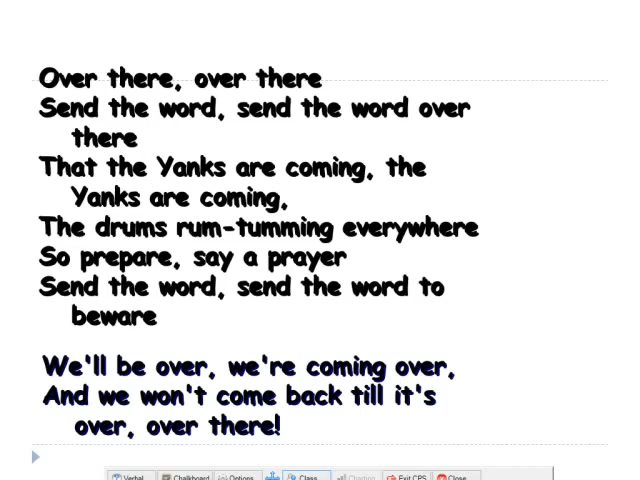 Over there, over there
Send the word, send the word over
there
That the Yanks are coming, the
Yanks are coming,
The drums rum-tumming everywhere
So prepare, say a prayer
Send the word, send the word to
beware
We'll be over, we're coming over,
And we won't come back till it's
over, over there!
Verbal Chalkboard Options Class Charting Exit CPS Close